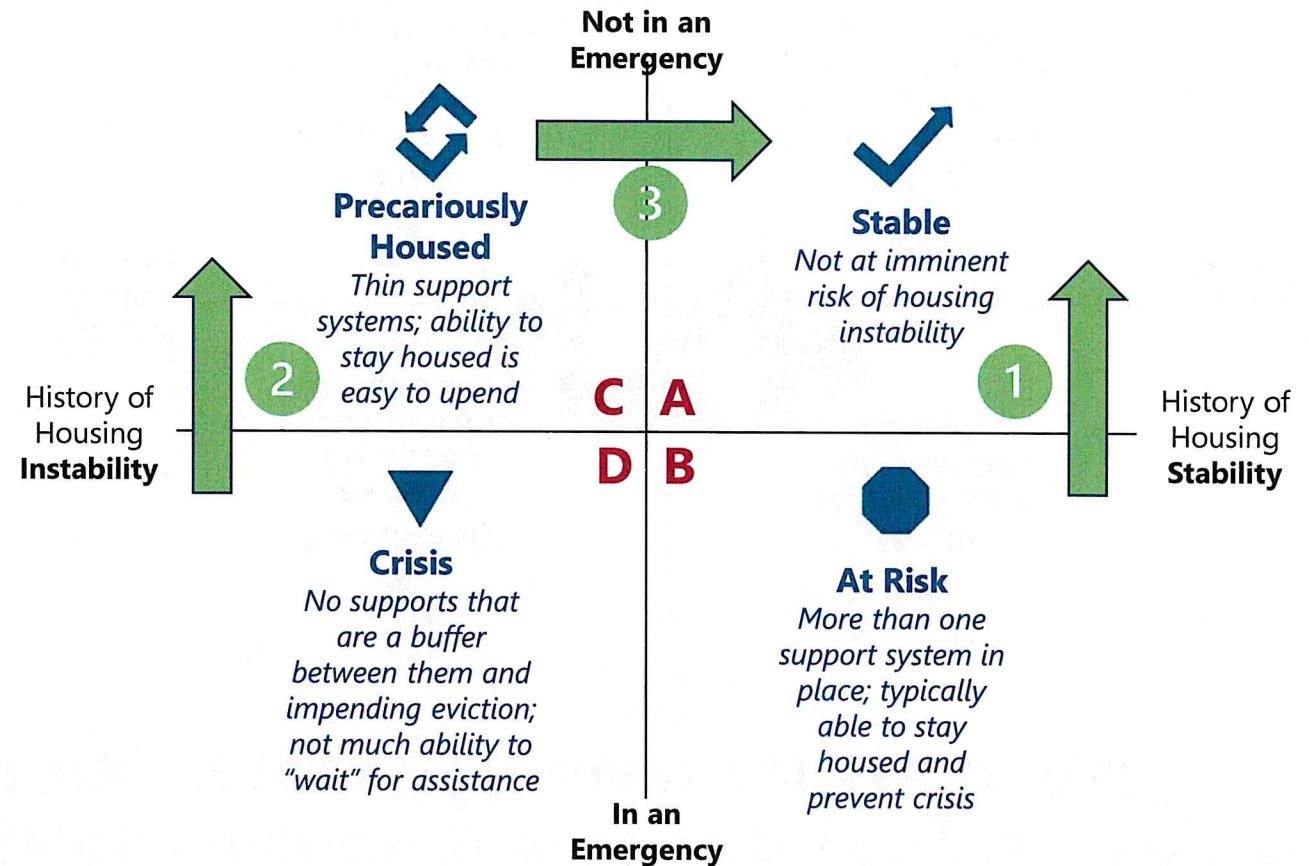 Not in an
Emergency
3
Precariously
Housed
Thin support
systems; ability to
stay housed is
easy to upend
Stable
Not at imminent
risk of housing
instability
2
1
History of
Housing
Instability
C A
D B
History of
Housing
Stability
Crisis
No supports that
are a buffer
between them and
impending eviction;
not much ability to
“wait” for assistance
At Risk
More than one
support system in
place; typically
able to stay
housed and
prevent crisis
In an
Emergency